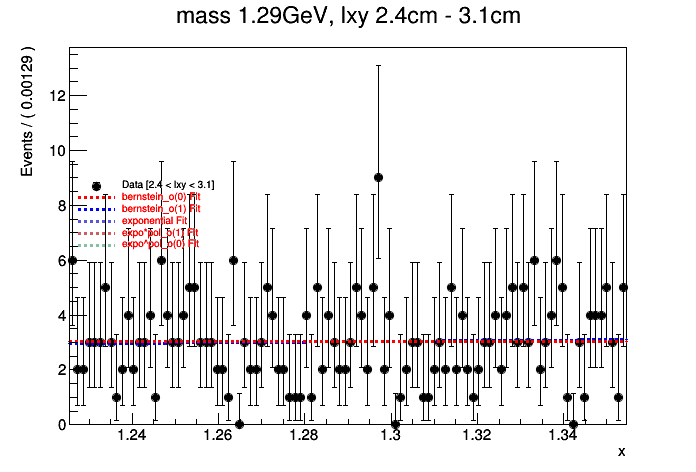 mass 1.29GeV, lxy 2.4cm - 3.1cm
Events / ( 0.00129 )
12
10
8
6
4
2
0
Data [2.4 < lxy < 3.1]
bernstein_o(0) Fit
bernstein_o(1) Fit
exponential Fit
expo*pol_o(1) Fit
expo^pol_o(0) Fit
1.24 1.26 1.28 1.3 1.32 1.34
x